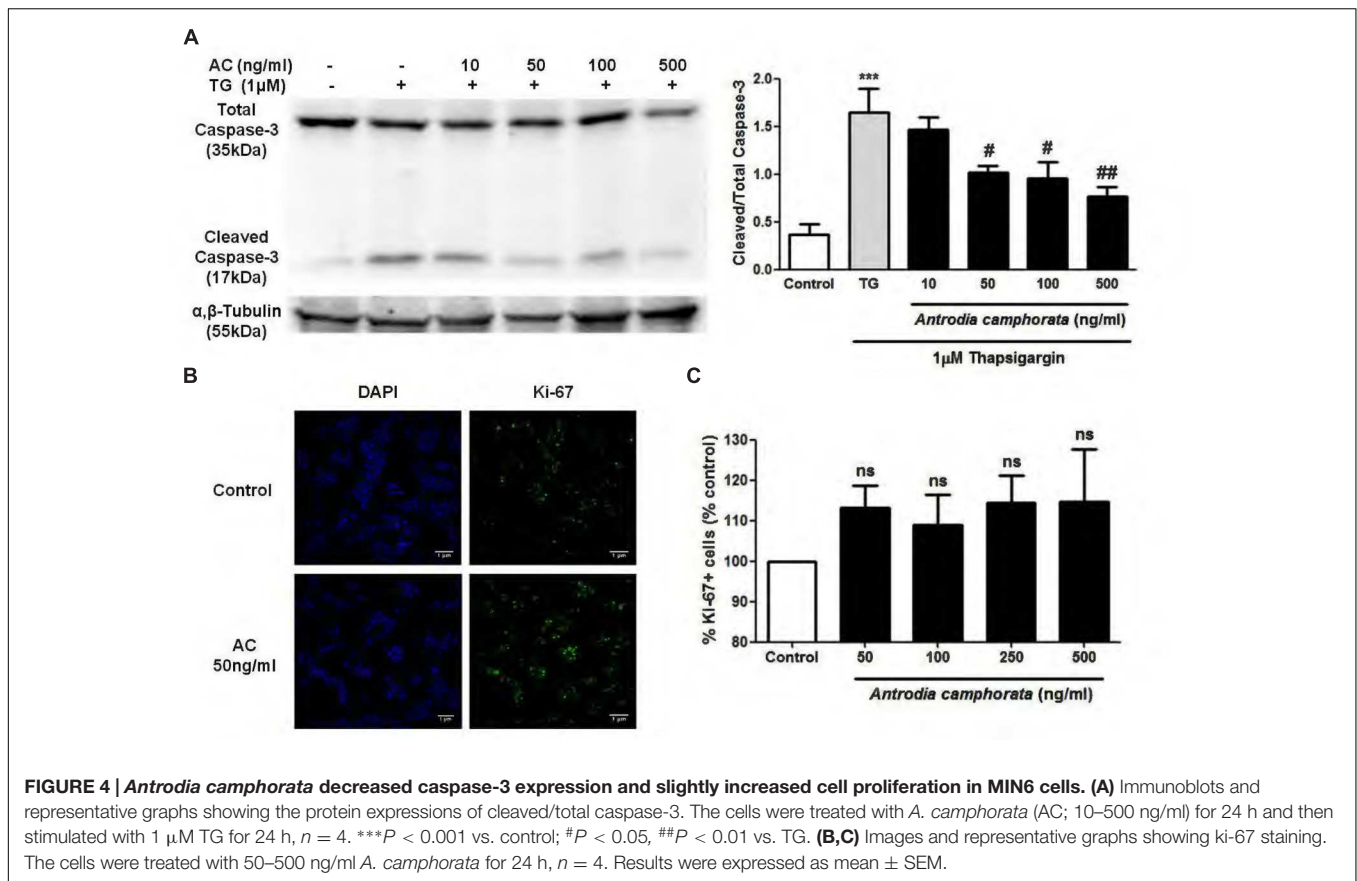 A
AC (ng/ml) - - 10 50 100 500
TG (1µM) - + + + + +
Total
Caspase-3
(35kDa)
Cleaved
Caspase-3
(17kDa)
α,β-Tubulin
(55kDa)
Cleaved/Total Caspase-3
2.0
1.5
1.0
0.5
0.0
***
#
#
##
Control TG 10 50 100 500
Antrodia camphorata (ng/ml)
1µM Thapsigargin
B
DAPI Ki-67
Control
AC
50ng/ml
1 µm
1 µm
1 µm
1 µm
C
% Ki-67+ cells (% control)
130
120
110
100
90
80
ns
ns
ns
ns
Control 50 100 250 500
Antrodia camphorata (ng/ml)
FIGURE 4 | Antrodia camphorata decreased caspase-3 expression and slightly increased cell proliferation in MIN6 cells. (A) Immunoblots and
representative graphs showing the protein expressions of cleaved/total caspase-3. The cells were treated with A. camphorata (AC; 10–500 ng/ml) for 24 h and then
stimulated with 1 µM TG for 24 h, n = 4. ***P < 0.001 vs. control; #P < 0.05, ##P < 0.01 vs. TG. (B,C) Images and representative graphs showing ki-67 staining.
The cells were treated with 50–500 ng/ml A. camphorata for 24 h, n = 4. Results were expressed as mean ± SEM.